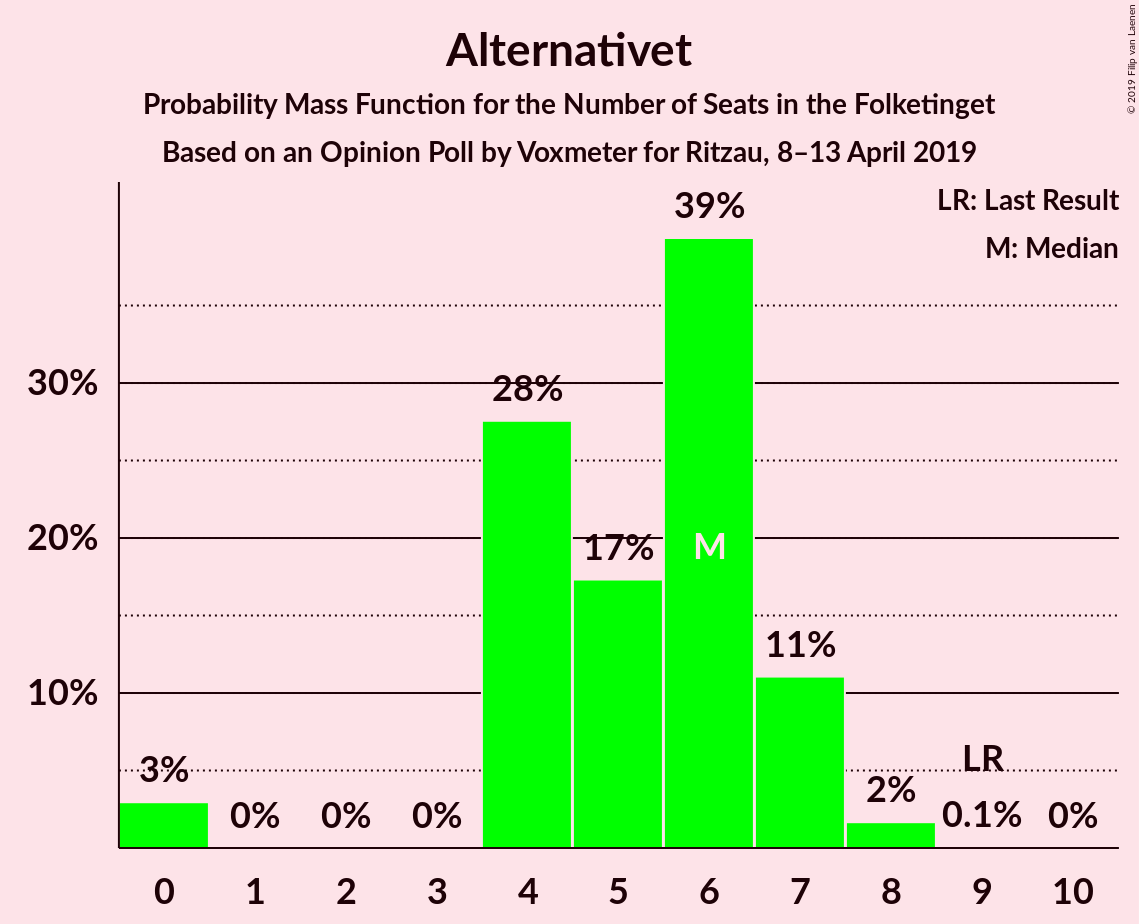 Alternativet
Probability Mass Function for the Number of Seats in the Folketinget
Based on an Opinion Poll by Voxmeter for Ritzau, 8–13 April 2019
© 2019 Filip van Laenen
LR: Last Result
M: Median
39%
30%
28%
20%
17%
M
11%
10%
3%
0%
0%
0%
2%
LR
0.1%
0%
0 1 2 3 4 5 6 7 8 9 10